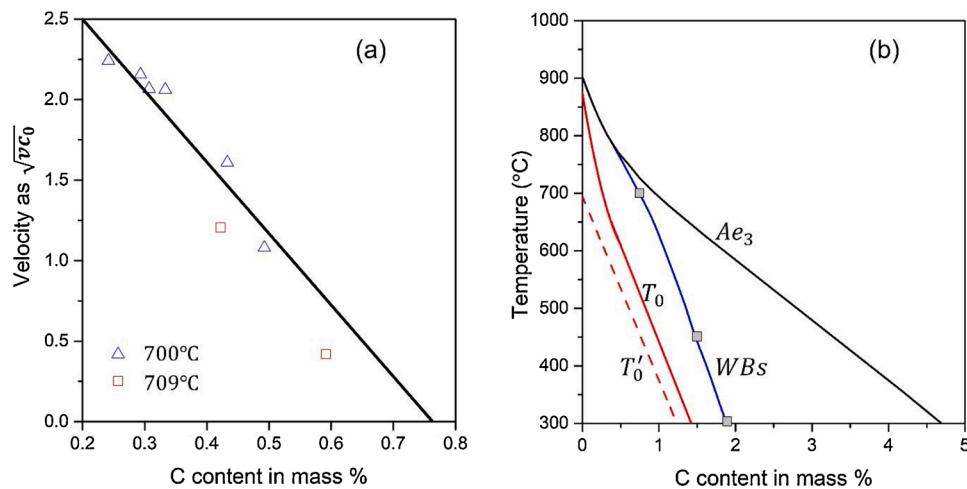 (a)
Velocity as √vc₀
2.5
2.0
1.5
1.0
0.5
0.0
△ 700°C
□ 709°C
0.2 0.3 0.4 0.5 0.6 0.7 0.8
C content in mass %
(b)
Temperature (°C)
1000
900
800
700
600
500
400
300
Ae₃
T₀
T₀′
WBs
0 1 2 3 4 5
C content in mass %